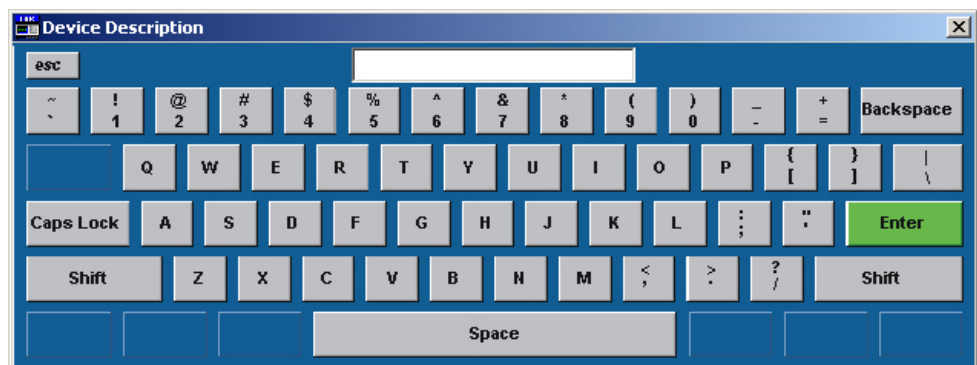 LHK
Device Description
esc
~ ! @ # $ % ^ & * ( ) _ +
` 1 2 3 4 5 6 7 8 9 0 - = Backspace
Q W E R T Y U I O P { } |
[ ] \
Caps Lock A S D F G H J K L : " Enter
; '
Shift Z X C V B N M < > ? Shift
, . /
Space